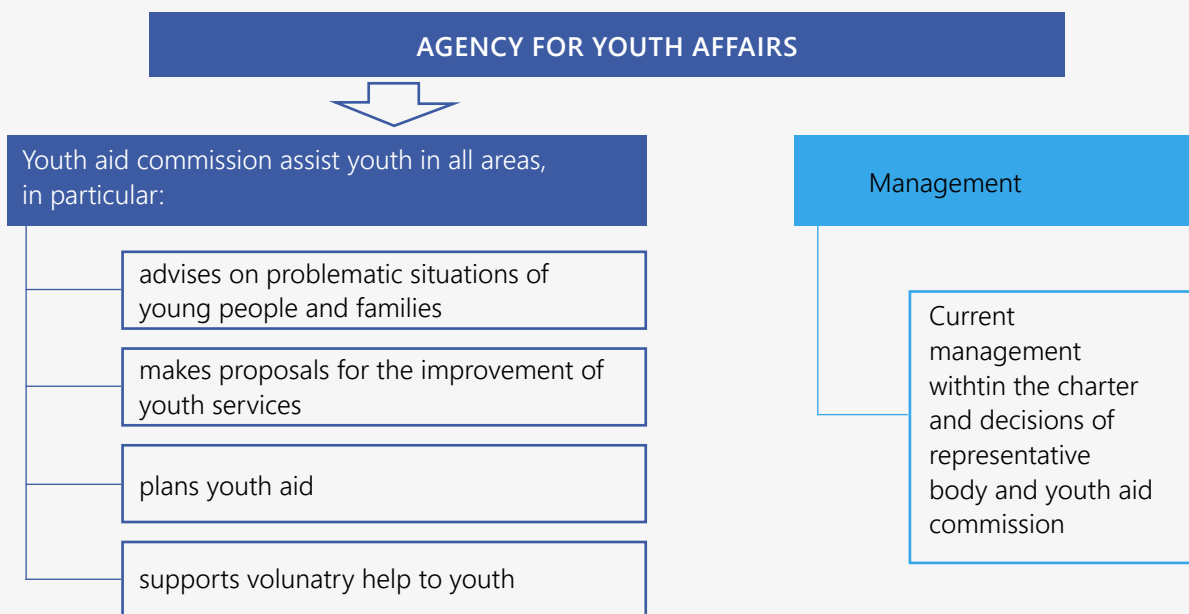 AGENCY FOR YOUTH AFFAIRS
Youth aid commission assist youth in all areas,
in particular:
advises on problematic situations of
young people and families
makes proposals for the improvement of
youth services
plans youth aid
supports volunatry help to youth
Management
Current
management
withtin the charter
and decisions of
representative
body and youth aid
commission